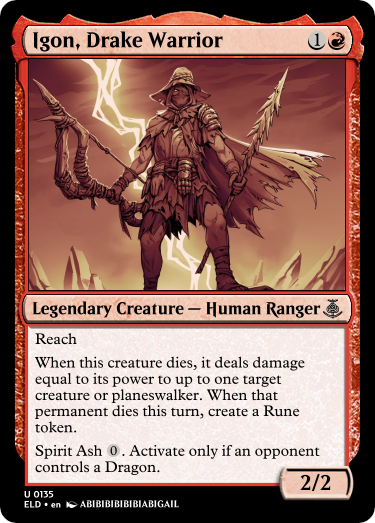 Igon, Drake Warrior 1
Legendary Creature — Human Ranger
Reach
When this creature dies, it deals damage
equal to its power to up to one target
creature or planeswalker. When that
permanent dies this turn, create a Rune
token.
Spirit Ash 0. Activate only if an opponent
controls a Dragon.
2/2
U 0135
ELD • en ABIBIBIBIBIBIABIGAIL